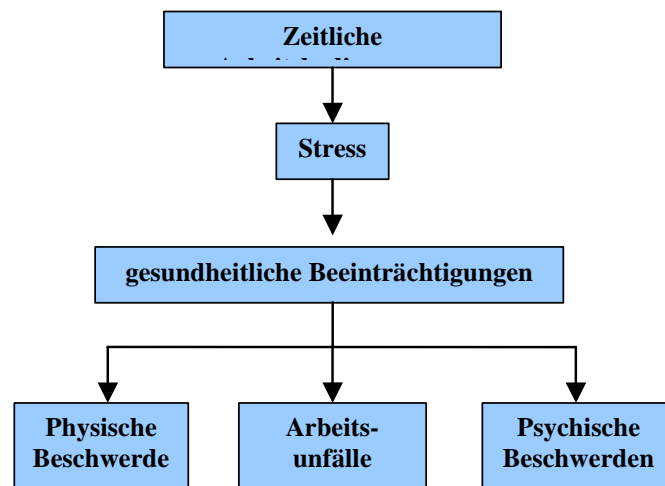 Zeitliche
Stress
gesundheitliche Beeinträchtigungen
Physische
Beschwerde
Arbeits-
unfälle
Psychische
Beschwerden